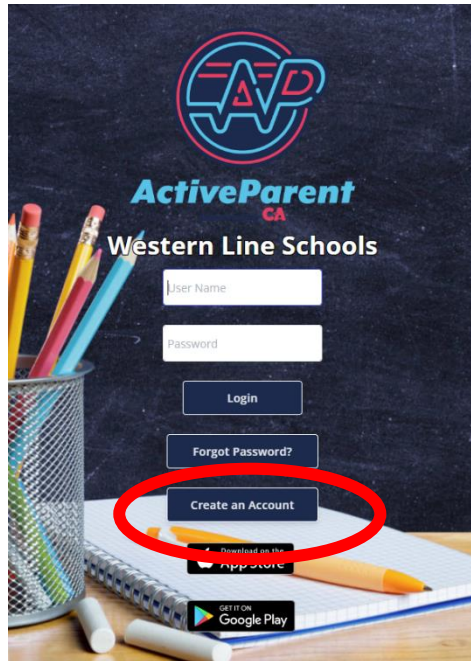 AP
ActiveParent
CA
Western Line Schools
User Name
Password
Login
Forgot Password?
Create an Account
Download on the
App Store
GET IT ON
Google Play